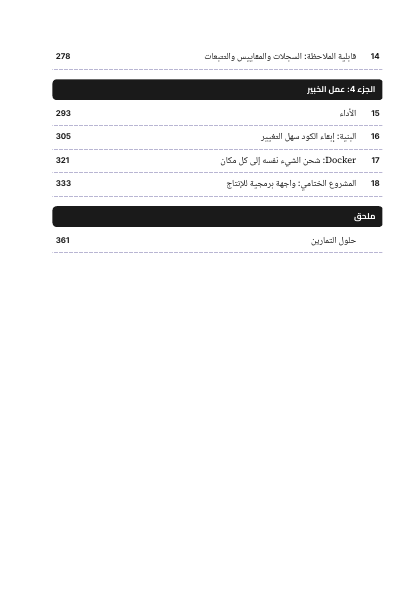 14 قابلية الملاحظة: السجلات والمقاييس والتتبعات 278
الجزء 4: عمل الخبير
15 الأداء 293
16 البنية: إبقاء الكود سهل التغيير 305
17 Docker: شحن الشيء نفسه إلى كل مكان 321
18 المشروع الختامي: واجهة برمجية للإنتاج 333
ملحق
حلول التمارين 361